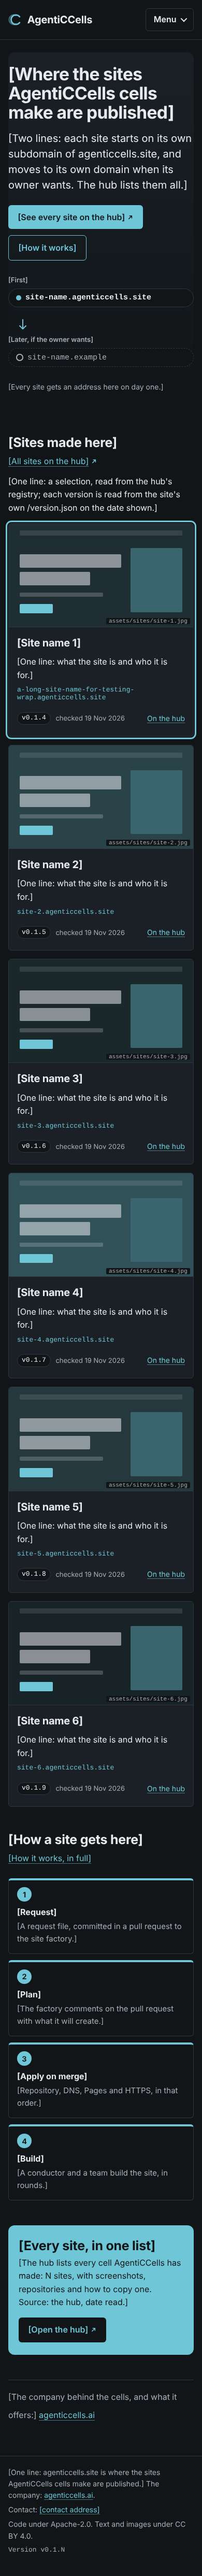 AgentiCCells
Menu
[Where the sites
AgentiCCells cells
make are published]
[Two lines: each site starts on its own
subdomain of agenticcells.site, and
moves to its own domain when its
owner wants. The hub lists them all.]
[See every site on the hub] ↗
[How it works]
[First]
site-name.agenticcells.site
↓
[Later, if the owner wants]
site-name.example
[Every site gets an address here on day one.]
[Sites made here]
[All sites on the hub] ↗
[One line: a selection, read from the hub's
registry; each version is read from the site's
own /version.json on the date shown.]
assets/sites/site-1.jpg
[Site name 1]
[One line: what the site is and who it is
for.]
a-long-site-name-for-testing-
wrap.agenticcells.site
v0.1.4 checked 19 Nov 2026 On the hub
assets/sites/site-2.jpg
[Site name 2]
[One line: what the site is and who it is
for.]
site-2.agenticcells.site
v0.1.5 checked 19 Nov 2026 On the hub
assets/sites/site-3.jpg
[Site name 3]
[One line: what the site is and who it is
for.]
site-3.agenticcells.site
v0.1.6 checked 19 Nov 2026 On the hub
assets/sites/site-4.jpg
[Site name 4]
[One line: what the site is and who it is
for.]
site-4.agenticcells.site
v0.1.7 checked 19 Nov 2026 On the hub
assets/sites/site-5.jpg
[Site name 5]
[One line: what the site is and who it is
for.]
site-5.agenticcells.site
v0.1.8 checked 19 Nov 2026 On the hub
assets/sites/site-6.jpg
[Site name 6]
[One line: what the site is and who it is
for.]
site-6.agenticcells.site
v0.1.9 checked 19 Nov 2026 On the hub
[How a site gets here]
[How it works, in full]
1
[Request]
[A request file, committed in a pull request to
the site factory.]
2
[Plan]
[The factory comments on the pull request
with what it will create.]
3
[Apply on merge]
[Repository, DNS, Pages and HTTPS, in that
order.]
4
[Build]
[A conductor and a team build the site, in
rounds.]
[Every site, in one list]
[The hub lists every cell AgentiCCells has
made: N sites, with screenshots,
repositories and how to copy one.
Source: the hub, date read.]
[Open the hub] ↗
[The company behind the cells, and what it
offers:] agenticcells.ai
[One line: agenticcells.site is where the sites
AgentiCCells cells make are published.] The
company: agenticcells.ai.
Contact: [contact address]
Code under Apache-2.0. Text and images under CC
BY 4.0.
Version v0.1.N